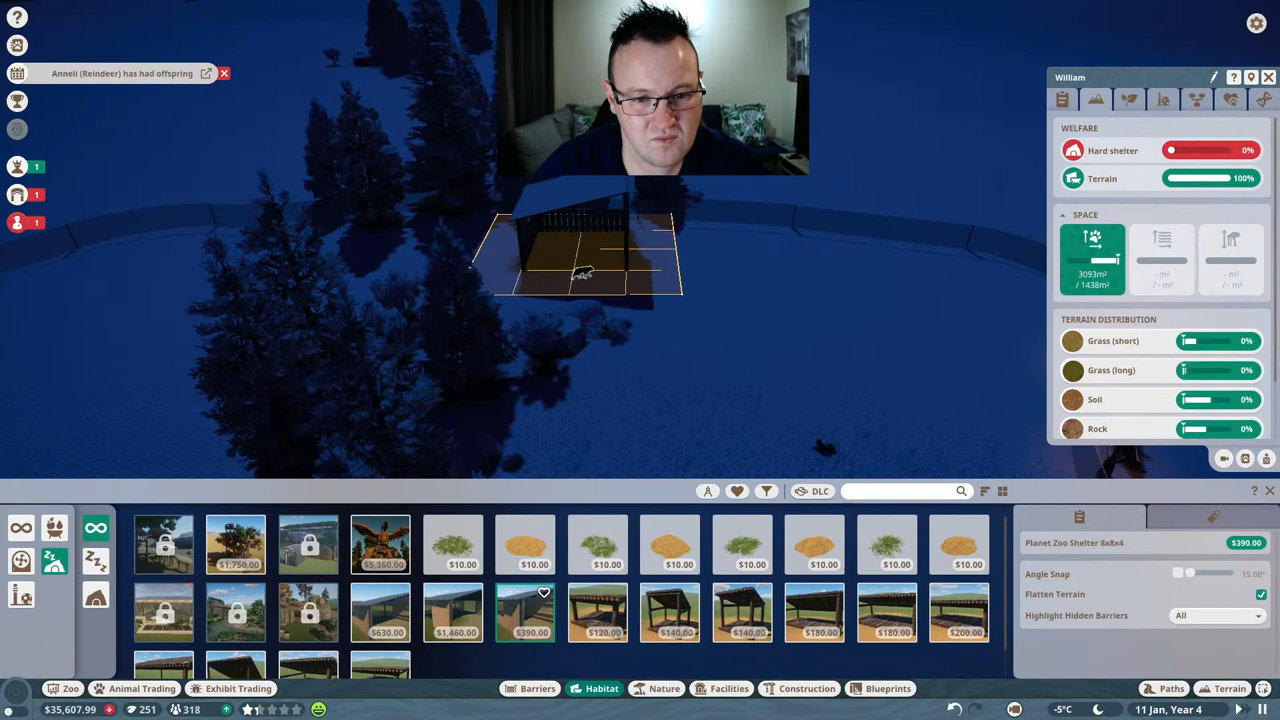 ?
Anneli (Reindeer) has had offspring
1
1
1
William
?
WELFARE
Hard shelter 0%
Terrain 100%
SPACE
3093m²
/ 1438m²
- m²
/ - m²
- m²
/ - m²
TERRAIN DISTRIBUTION
Grass (short) 0%
Grass (long) 0%
Soil 0%
Rock 0%
DLC
?
$1,750.00 $5,360.00 $10.00 $10.00 $10.00 $10.00 $10.00 $10.00 $10.00 $10.00
$630.00 $1,460.00 $390.00 $120.00 $140.00 $140.00 $180.00 $180.00 $200.00
Planet Zoo Shelter 8x8x4 $390.00
Angle Snap 15.00°
Flatten Terrain
Highlight Hidden Barriers All
Zoo Animal Trading Exhibit Trading Barriers Habitat Nature Facilities Construction Blueprints Paths Terrain
$35,607.99 251 318 -5°C 11 Jan, Year 4